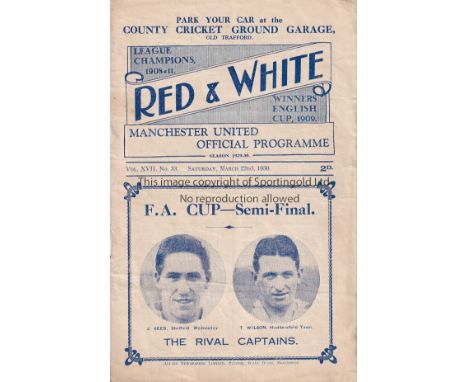 PARK YOUR CAR at the
COUNTY CRICKET GROUND GARAGE,
OLD TRAFFORD.
LEAGUE
CHAMPIONS,
1908 & 11.
RED & WHITE
WINNERS
ENGLISH
CUP, 1909.
MANCHESTER UNITED
OFFICIAL PROGRAMME
SEASON 1929-30.
VOL. XVII. No. 33. SATURDAY, MARCH 22nd, 1930 2D.
This image copyright of Sportingold Ltd
No reproduction allowed
F.A. CUP—Semi-Final.
J. SEED, Sheffield Wednesday T. WILSON, Huddersfield Town.
THE RIVAL CAPTAINS.